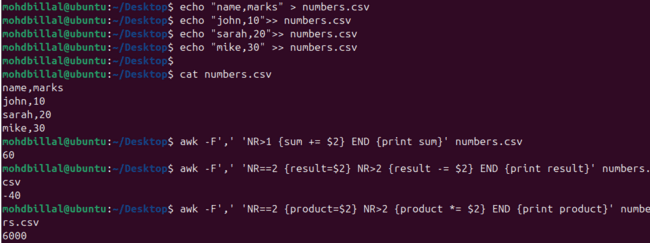 mohdbillal@ubuntu:~/Desktop$ echo "name,marks" > numbers.csv
mohdbillal@ubuntu:~/Desktop$ echo "john,10">> numbers.csv
mohdbillal@ubuntu:~/Desktop$ echo "sarah,20">> numbers.csv
mohdbillal@ubuntu:~/Desktop$ echo "mike,30" >> numbers.csv
mohdbillal@ubuntu:~/Desktop$
mohdbillal@ubuntu:~/Desktop$ cat numbers.csv
name,marks
john,10
sarah,20
mike,30
mohdbillal@ubuntu:~/Desktop$ awk -F',' 'NR>1 {sum += $2} END {print sum}' numbers.csv
60
mohdbillal@ubuntu:~/Desktop$ awk -F',' 'NR==2 {result=$2} NR>2 {result -= $2} END {print result}' numbers.
csv
-40
mohdbillal@ubuntu:~/Desktop$ awk -F',' 'NR==2 {product=$2} NR>2 {product *= $2} END {print product}' numbe
rs.csv
6000